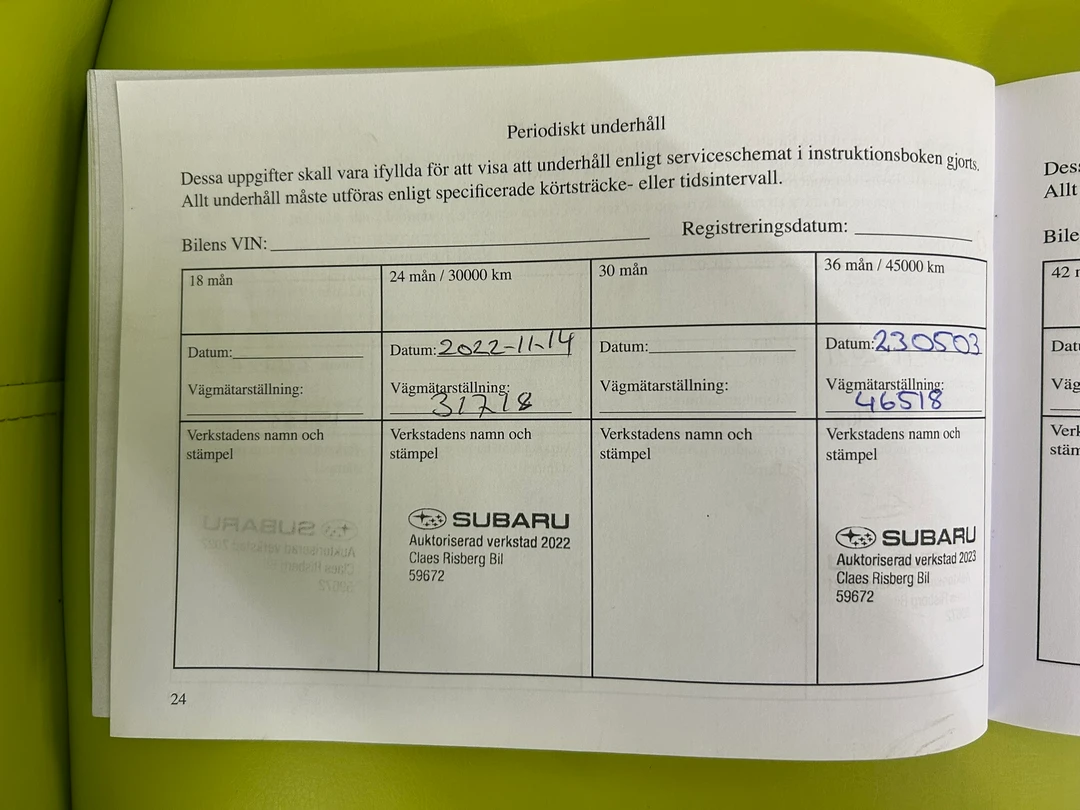 Periodiskt underhåll
Dessa uppgifter skall vara ifyllda för att visa att underhåll enligt serviceschemat i instruktionsboken gjorts.
Allt underhåll måste utföras enligt specificerade körtsträcke- eller tidsintervall.
Bilens VIN:
Registreringsdatum:
18 mån
Datum:
Vägmätarställning:
Verkstadens namn och
stämpel
24 mån / 30000 km
Datum: 2022-11-14
Vägmätarställning:
31718
Verkstadens namn och
stämpel
SUBARU
Auktoriserad verkstad 2022
Claes Risberg Bil
59672
30 mån
Datum:
Vägmätarställning:
Verkstadens namn och
stämpel
36 mån / 45000 km
Datum: 230503
Vägmätarställning:
46518
Verkstadens namn och
stämpel
SUBARU
Auktoriserad verkstad 2023
Claes Risberg Bil
59672
24
Allt